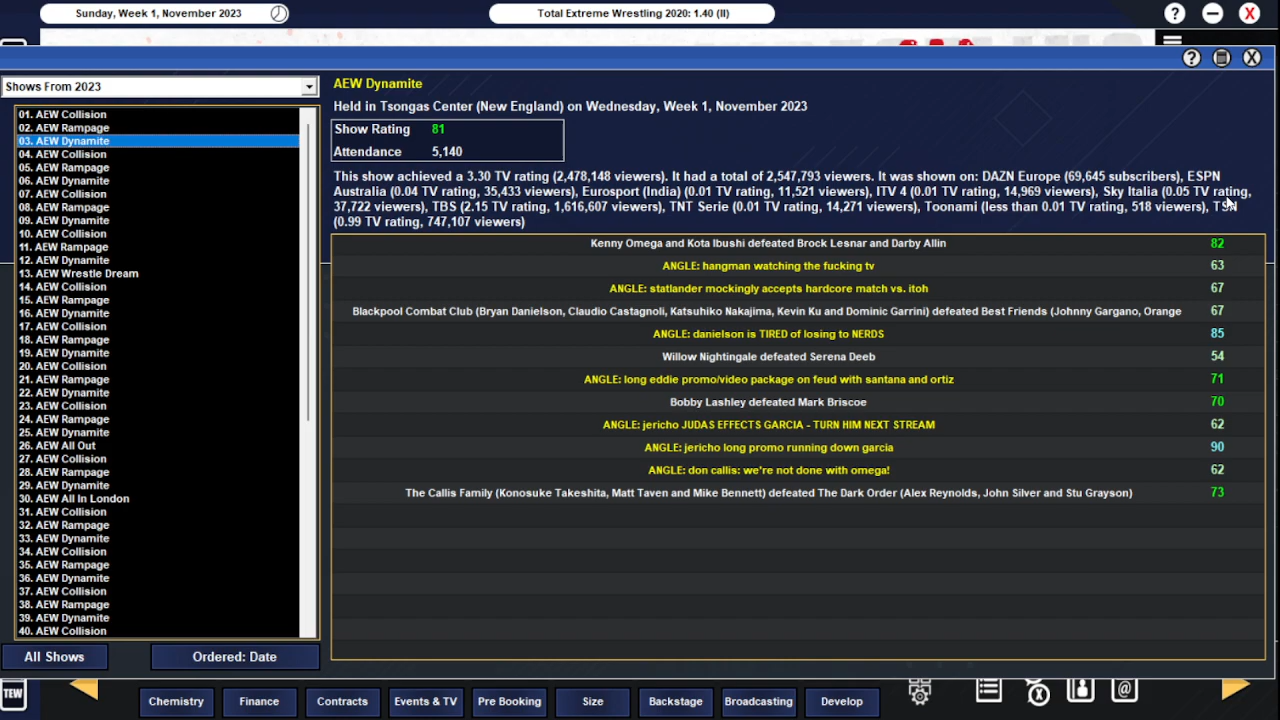 Sunday, Week 1, November 2023
Total Extreme Wrestling 2020: 1.40 (II)
? X
? X
Shows From 2023
01. AEW Collision
02. AEW Rampage
03. AEW Dynamite
04. AEW Collision
05. AEW Rampage
06. AEW Dynamite
07. AEW Collision
08. AEW Rampage
09. AEW Dynamite
10. AEW Collision
11. AEW Rampage
12. AEW Dynamite
13. AEW Wrestle Dream
14. AEW Collision
15. AEW Rampage
16. AEW Dynamite
17. AEW Collision
18. AEW Rampage
19. AEW Dynamite
20. AEW Collision
21. AEW Rampage
22. AEW Dynamite
23. AEW Collision
24. AEW Rampage
25. AEW Dynamite
26. AEW All Out
27. AEW Collision
28. AEW Rampage
29. AEW Dynamite
30. AEW All In London
31. AEW Collision
32. AEW Rampage
33. AEW Dynamite
34. AEW Collision
35. AEW Rampage
36. AEW Dynamite
37. AEW Collision
38. AEW Rampage
39. AEW Dynamite
40. AEW Collision
All Shows
Ordered: Date
AEW Dynamite
Held in Tsongas Center (New England) on Wednesday, Week 1, November 2023
Show Rating 81
Attendance 5,140
This show achieved a 3.30 TV rating (2,478,148 viewers). It had a total of 2,547,793 viewers. It was shown on: DAZN Europe (69,645 subscribers), ESPN
Australia (0.04 TV rating, 35,433 viewers), Eurosport (India) (0.01 TV rating, 11,521 viewers), ITV 4 (0.01 TV rating, 14,969 viewers), Sky Italia (0.05 TV rating,
37,722 viewers), TBS (2.15 TV rating, 1,616,607 viewers), TNT Serie (0.01 TV rating, 14,271 viewers), Toonami (less than 0.01 TV rating, 518 viewers), TSN
(0.99 TV rating, 747,107 viewers)
Kenny Omega and Kota Ibushi defeated Brock Lesnar and Darby Allin 82
ANGLE: hangman watching the fucking tv 63
ANGLE: statlander mockingly accepts hardcore match vs. itoh 67
Blackpool Combat Club (Bryan Danielson, Claudio Castagnoli, Katsuhiko Nakajima, Kevin Ku and Dominic Garrini) defeated Best Friends (Johnny Gargano, Orange 67
ANGLE: danielson is TIRED of losing to NERDS 85
Willow Nightingale defeated Serena Deeb 54
ANGLE: long eddie promo/video package on feud with santana and ortiz 71
Bobby Lashley defeated Mark Briscoe 70
ANGLE: jericho JUDAS EFFECTS GARCIA - TURN HIM NEXT STREAM 62
ANGLE: jericho long promo running down garcia 90
ANGLE: don callis: we're not done with omega! 62
The Callis Family (Konosuke Takeshita, Matt Taven and Mike Bennett) defeated The Dark Order (Alex Reynolds, John Silver and Stu Grayson) 73
TEW
Chemistry
Finance
Contracts
Events & TV
Pre Booking
Size
Backstage
Broadcasting
Develop
@